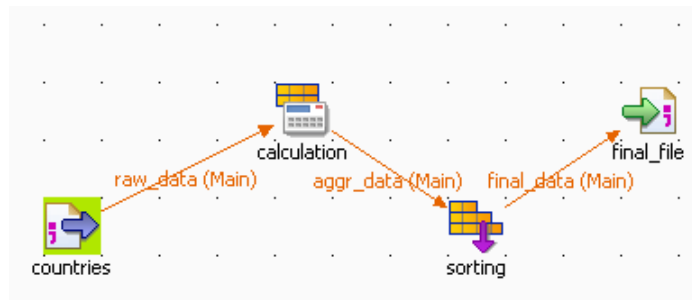 calculation
final_file
raw_data (Main)
aggr_data (Main)
final_data (Main)
countries
sorting